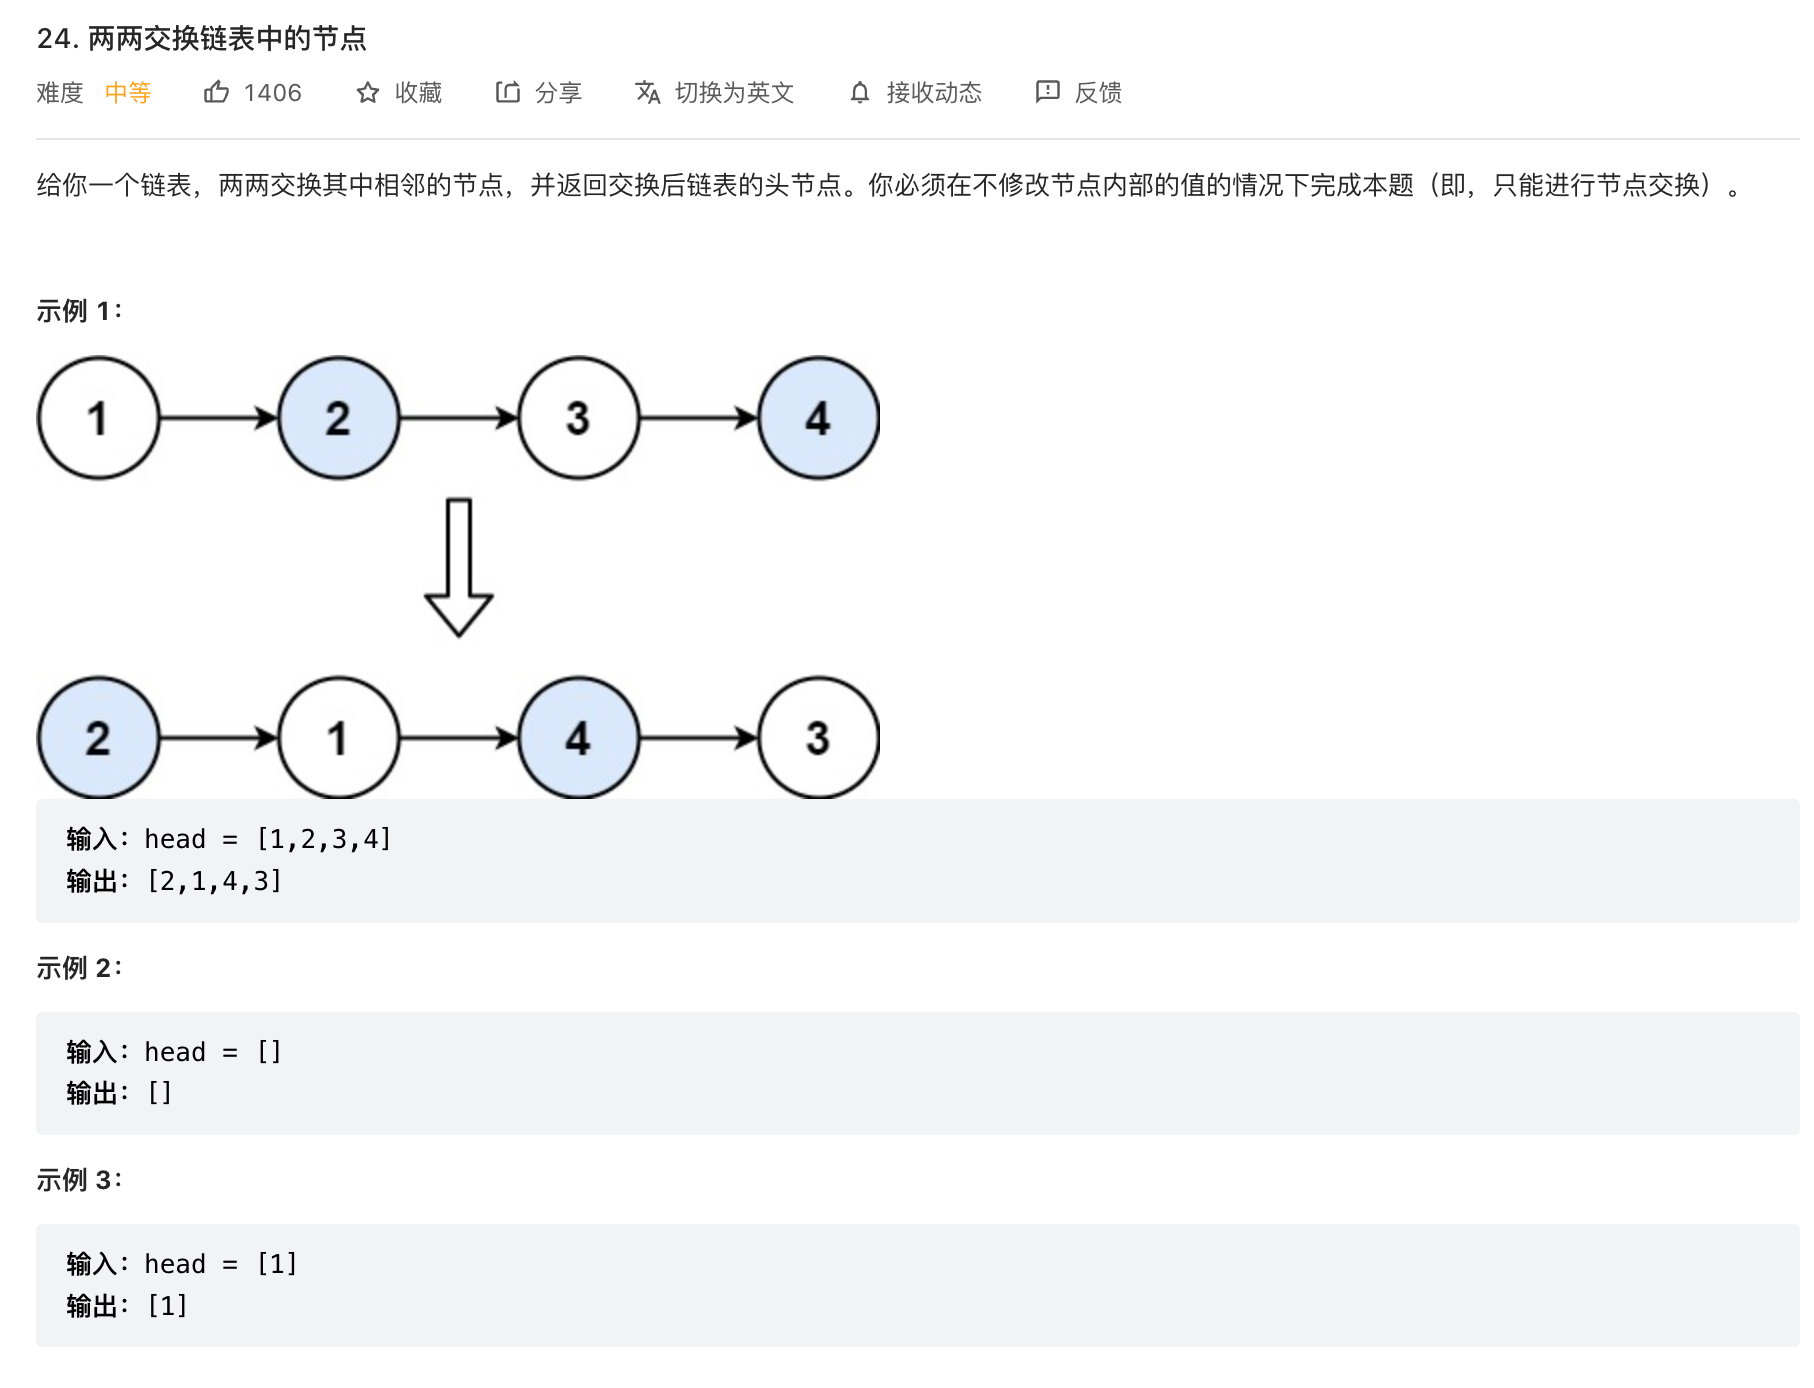 24. 两两交换链表中的节点
难度 中等 1406 收藏 分享 切换为英文 接收动态 反馈
给你一个链表，两两交换其中相邻的节点，并返回交换后链表的头节点。你必须在不修改节点内部的值的情况下完成本题（即，只能进行节点交换）。
示例 1：
1 2 3 4
2 1 4 3
输入：head = [1,2,3,4]
输出：[2,1,4,3]
示例 2：
输入：head = []
输出：[]
示例 3：
输入：head = [1]
输出：[1]